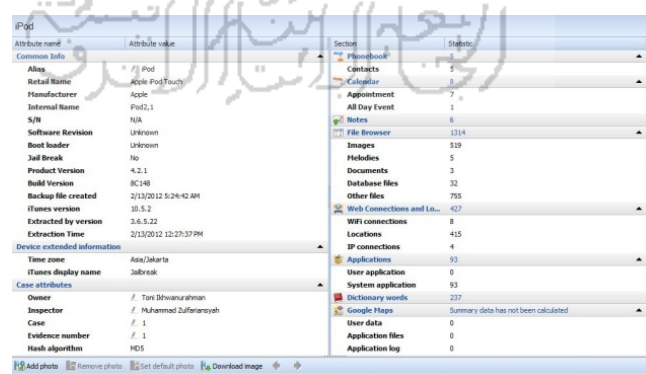 iPod
Attribute name Attribute value
Common Info
Alias iPod
Retail Name Apple iPod Touch
Manufacturer Apple
Internal Name iPod2,1
S/N N/A
Software Revision Unknown
Boot loader Unknown
Jail Break No
Product Version 4.2.1
Build Version 8C148
Backup file created 2/13/2012 5:24:42 AM
iTunes version 10.5.2
Extracted by version 3.6.5.22
Extraction Time 2/13/2012 12:27:37 PM
Device extended information
Time zone Asia/Jakarta
iTunes display name Jailbreak
Case attributes
Owner Toni Ikhwanurahman
Inspector Muhammad Zulfariansyah
Case 1
Evidence number 1
Hash algorithm MD5
Section Statistic
Phonebook
Contacts 5
Calendar 8
Appointment 7
All Day Event 1
Notes 6
File Browser 1314
Images 519
Melodies 5
Documents 3
Database files 32
Other files 755
Web Connections and Lo... 427
WiFi connections 8
Locations 415
IP connections 4
Applications 93
User application 0
System application 93
Dictionary words 237
Google Maps Summary data has not been calculated
User data 0
Application files 0
Application log 0
Add photo Remove photo Set default photo Download image